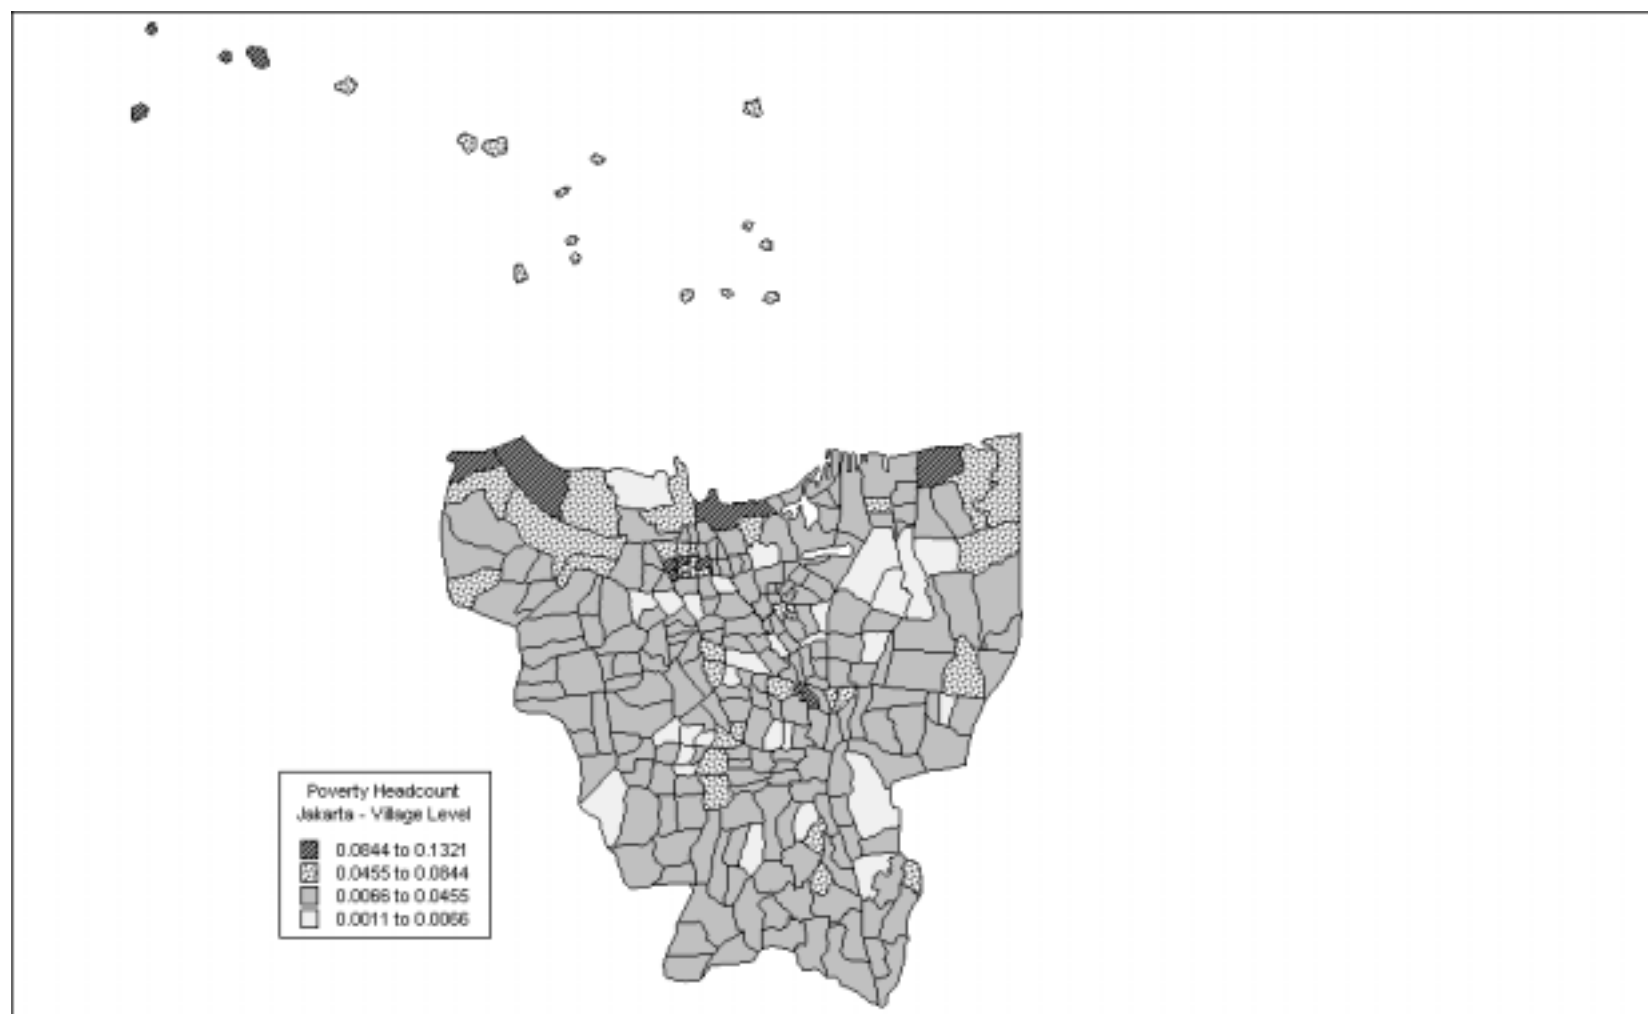 Poverty Headcount
Jakarta - Village Level
0.0844 to 0.1321
0.0455 to 0.0844
0.0066 to 0.0455
0.0011 to 0.0066